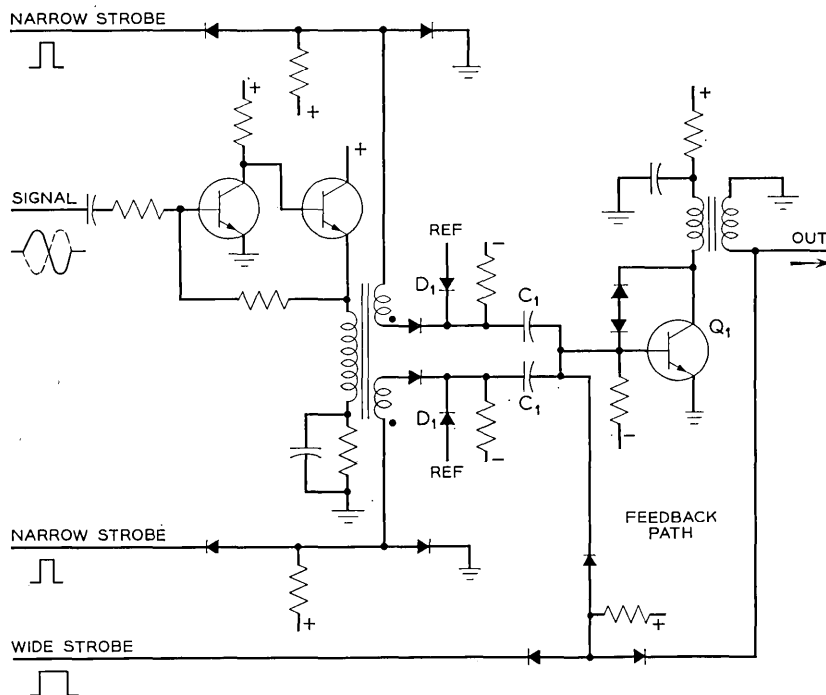 NARROW STROBE
+
+
+
+
SIGNAL
OUT
REF
−
D1
C1
Q1
D1
C1
−
−
REF
FEEDBACK
PATH
NARROW STROBE
+
+
WIDE STROBE